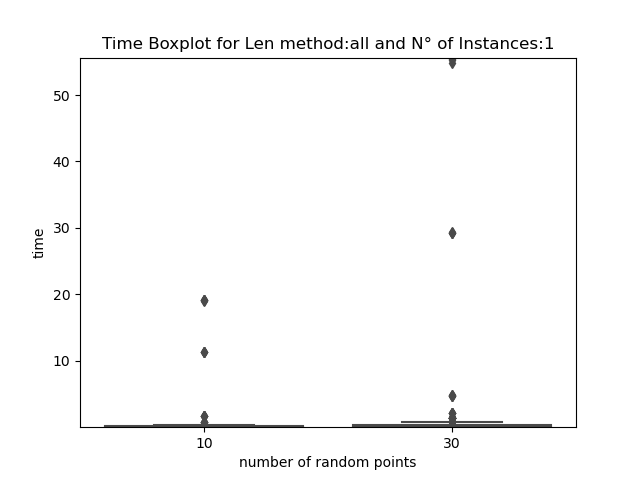 Time Boxplot for Len method:all and N° of Instances:1
50
40
30
20
10
time
10 30
number of random points